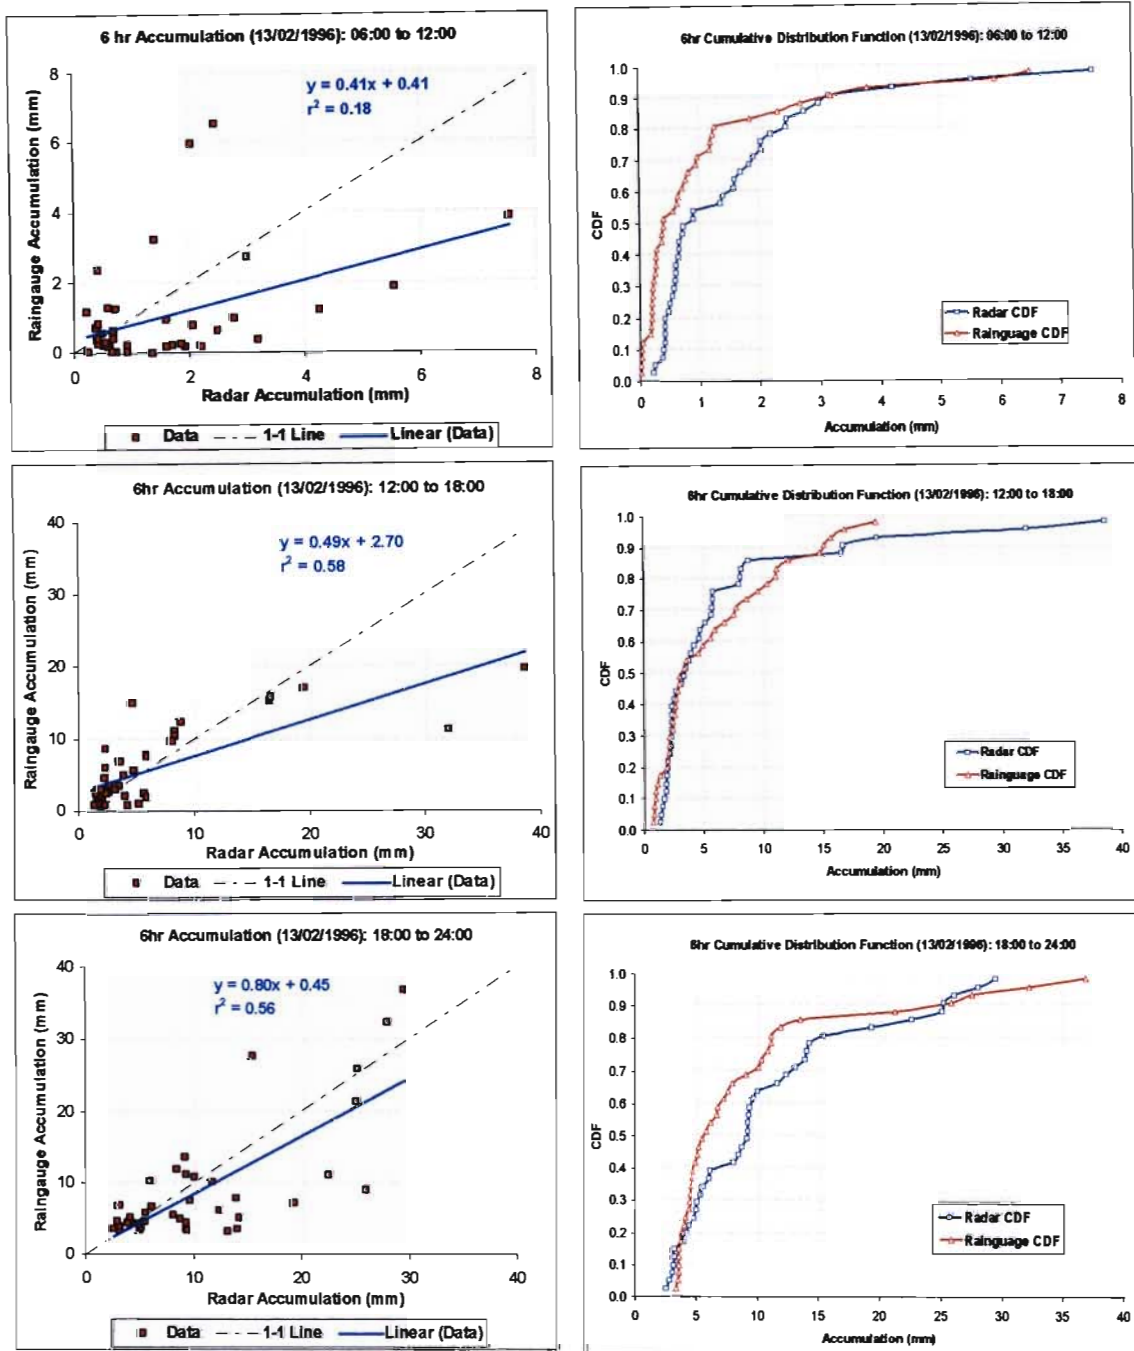 6 hr Accumulation (13/02/1996): 06:00 to 12:00
y = 0.41x + 0.41
r² = 0.18
Raingauge Accumulation (mm)
8
6
4
2
0
0 2 4 6 8
Radar Accumulation (mm)
Data 1-1 Line Linear (Data)
6hr Cumulative Distribution Function (13/02/1996): 06:00 to 12:00
CDF
1.0
0.9
0.8
0.7
0.6
0.5
0.4
0.3
0.2
0.1
0.0
0 1 2 3 4 5 6 7 8
Accumulation (mm)
Radar CDF
Rainguage CDF
6hr Accumulation (13/02/1996): 12:00 to 18:00
y = 0.49x + 2.70
r² = 0.58
Raingauge Accumulation (mm)
40
30
20
10
0
0 10 20 30 40
Radar Accumulation (mm)
Data 1-1 Line Linear (Data)
6hr Cumulative Distribution Function (13/02/1996): 12:00 to 18:00
CDF
1.0
0.9
0.8
0.7
0.6
0.5
0.4
0.3
0.2
0.1
0.0
0 5 10 15 20 25 30 35 40
Accumulation (mm)
Radar CDF
Rainguage CDF
6hr Accumulation (13/02/1996): 18:00 to 24:00
y = 0.80x + 0.45
r² = 0.56
Raingauge Accumulation (mm)
40
30
20
10
0
0 10 20 30 40
Radar Accumulation (mm)
Data 1-1 Line Linear (Data)
6hr Cumulative Distribution Function (13/02/1996): 18:00 to 24:00
CDF
1.0
0.9
0.8
0.7
0.6
0.5
0.4
0.3
0.2
0.1
0.0
0 5 10 15 20 25 30 35 40
Accumulation (mm)
Radar CDF
Rainguage CDF